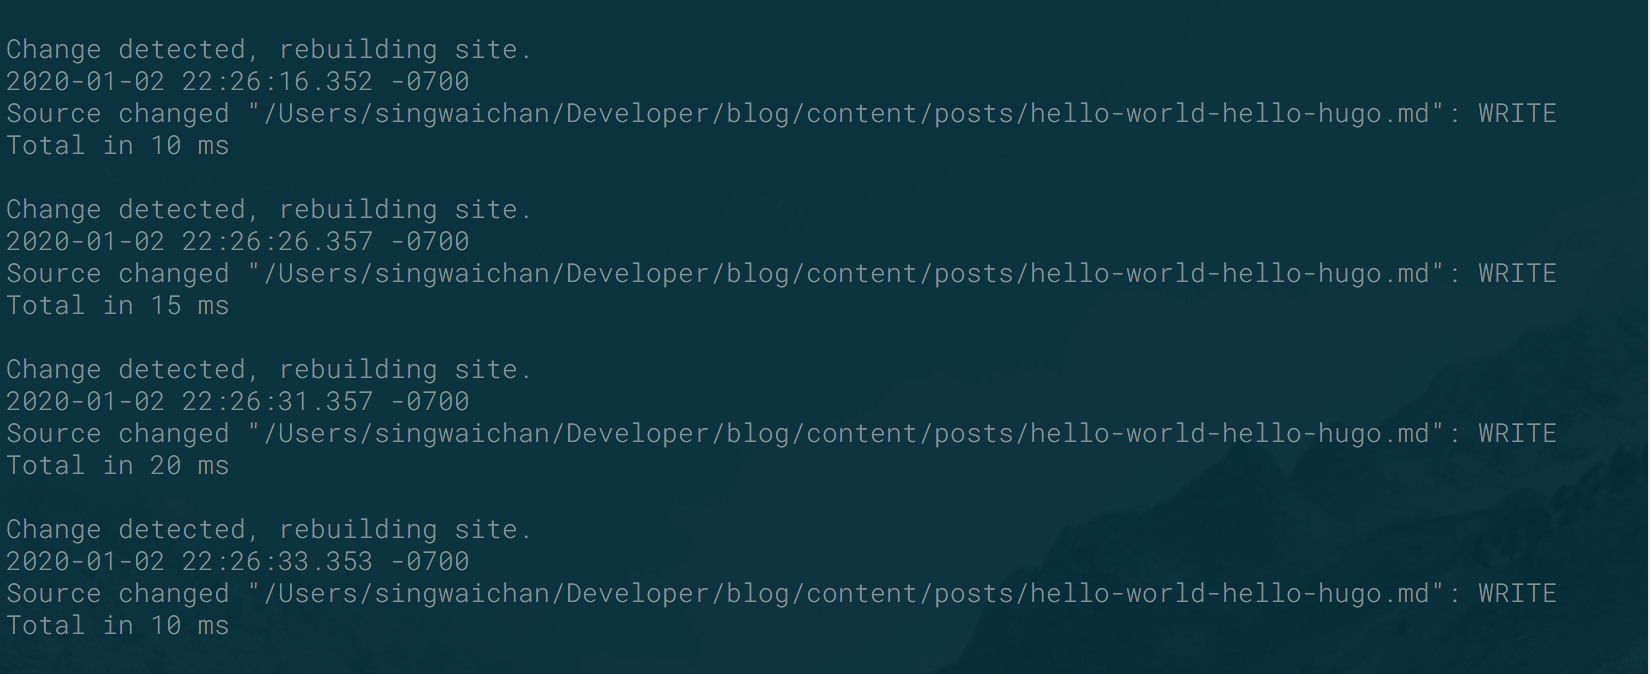 Change detected, rebuilding site.
2020-01-02 22:26:16.352 -0700
Source changed "/Users/singwaichan/Developer/blog/content/posts/hello-world-hello-hugo.md": WRITE
Total in 10 ms
Change detected, rebuilding site.
2020-01-02 22:26:26.357 -0700
Source changed "/Users/singwaichan/Developer/blog/content/posts/hello-world-hello-hugo.md": WRITE
Total in 15 ms
Change detected, rebuilding site.
2020-01-02 22:26:31.357 -0700
Source changed "/Users/singwaichan/Developer/blog/content/posts/hello-world-hello-hugo.md": WRITE
Total in 20 ms
Change detected, rebuilding site.
2020-01-02 22:26:33.353 -0700
Source changed "/Users/singwaichan/Developer/blog/content/posts/hello-world-hello-hugo.md": WRITE
Total in 10 ms